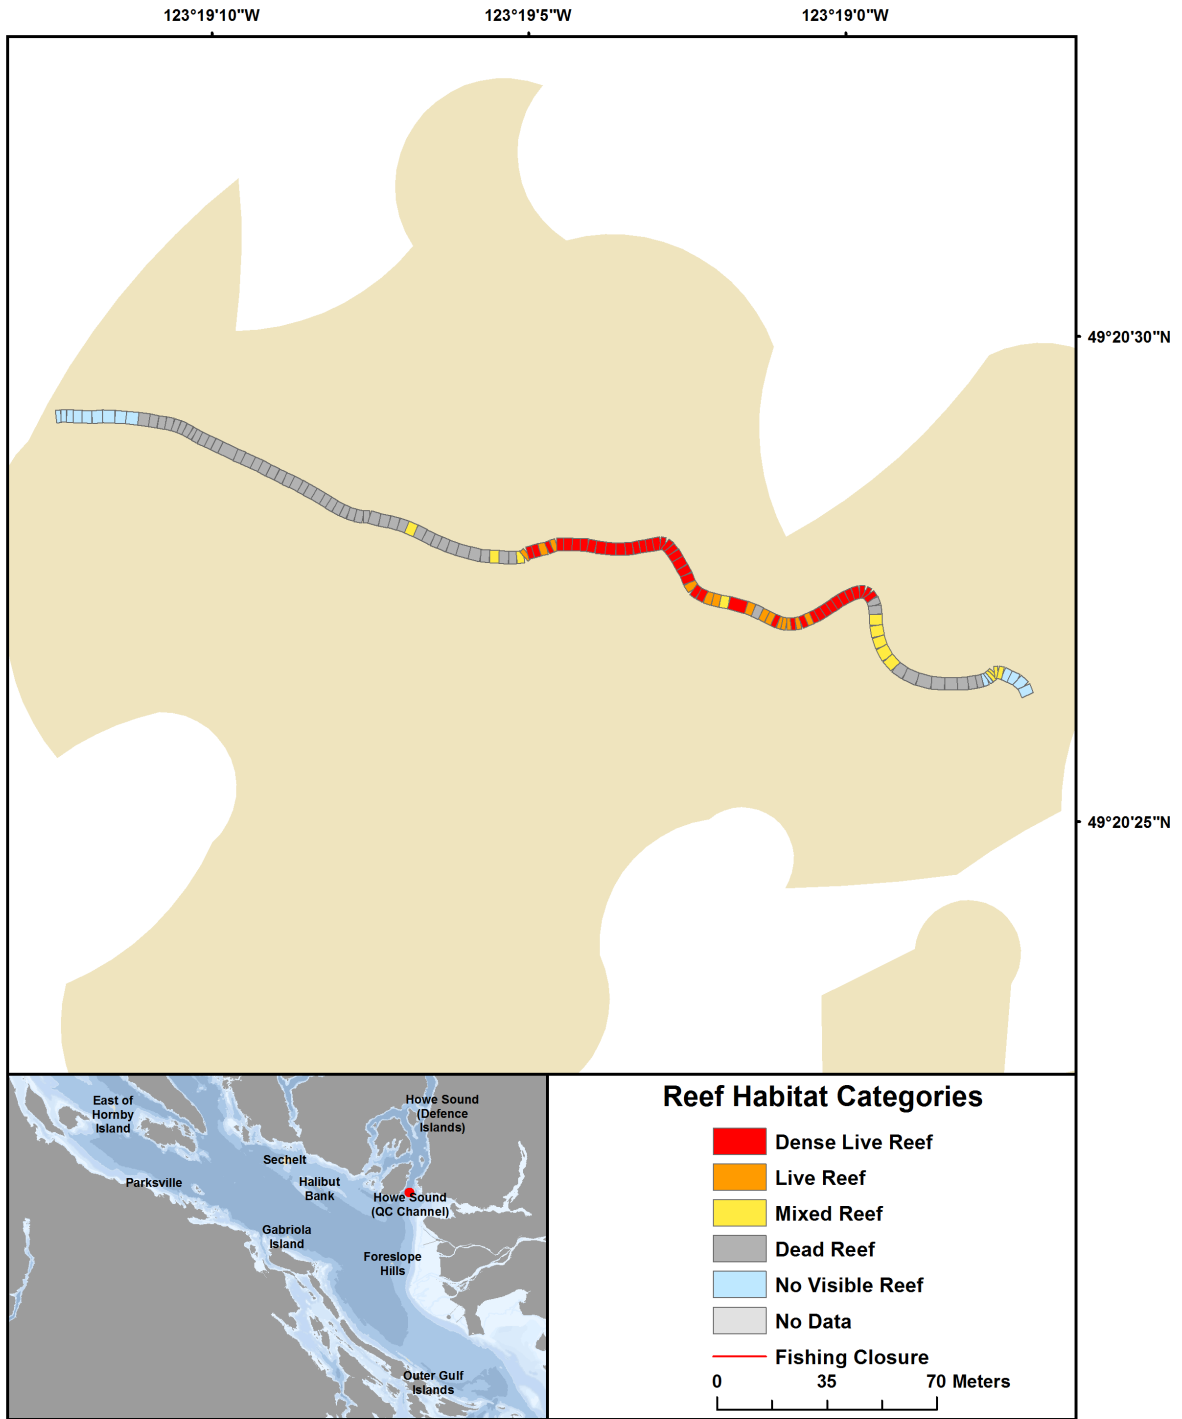 123°19'10"W
123°19'5"W
123°19'0"W
49°20'30"N
49°20'25"N
East of
Hornby
Island
Howe Sound
(Defence
Islands)
Sechelt
Parksville
Halibut
Bank
Howe Sound
(QC Channel)
Gabriola
Island
Foreslope
Hills
Outer Gulf
Islands
Reef Habitat Categories
Dense Live Reef
Live Reef
Mixed Reef
Dead Reef
No Visible Reef
No Data
Fishing Closure
0 35 70 Meters